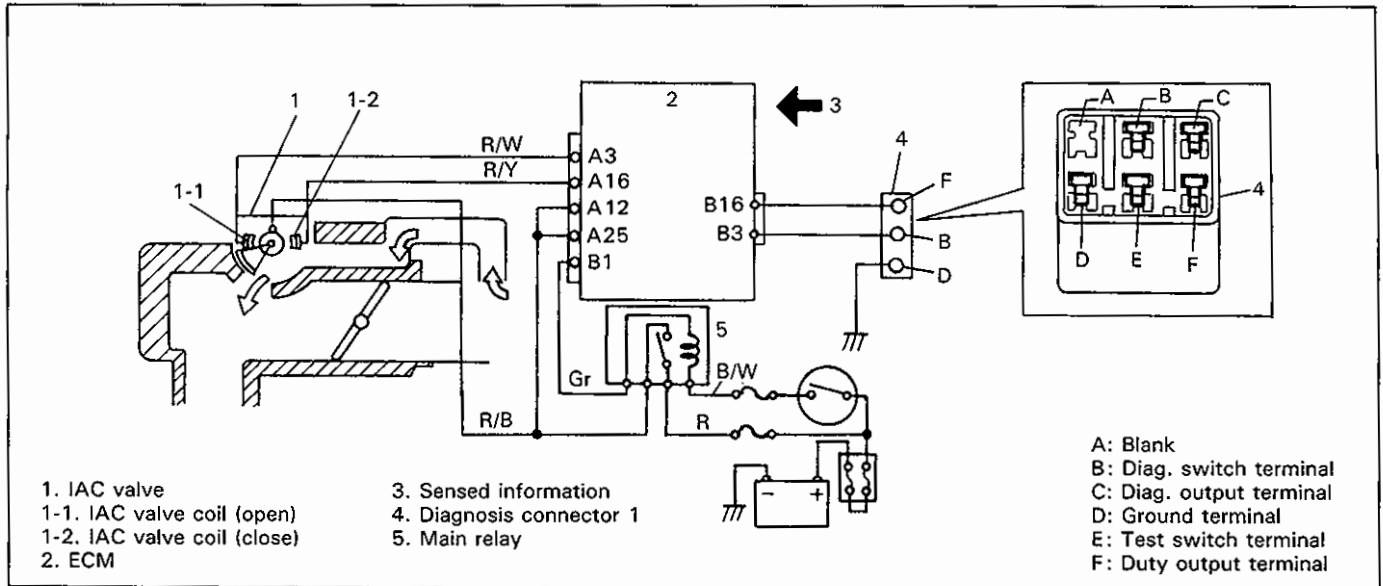 1
1-2
2
3
R/W
A3
R/Y
A16
1-1
A12
A25
B1
B16
B3
4
F
B
D
A
B
C
4
D
E
F
5
Gr
B/W
R/B
R
- +
1. IAC valve
1-1. IAC valve coil (open)
1-2. IAC valve coil (close)
2. ECM
3. Sensed information
4. Diagnosis connector 1
5. Main relay
A: Blank
B: Diag. switch terminal
C: Diag. output terminal
D: Ground terminal
E: Test switch terminal
F: Duty output terminal